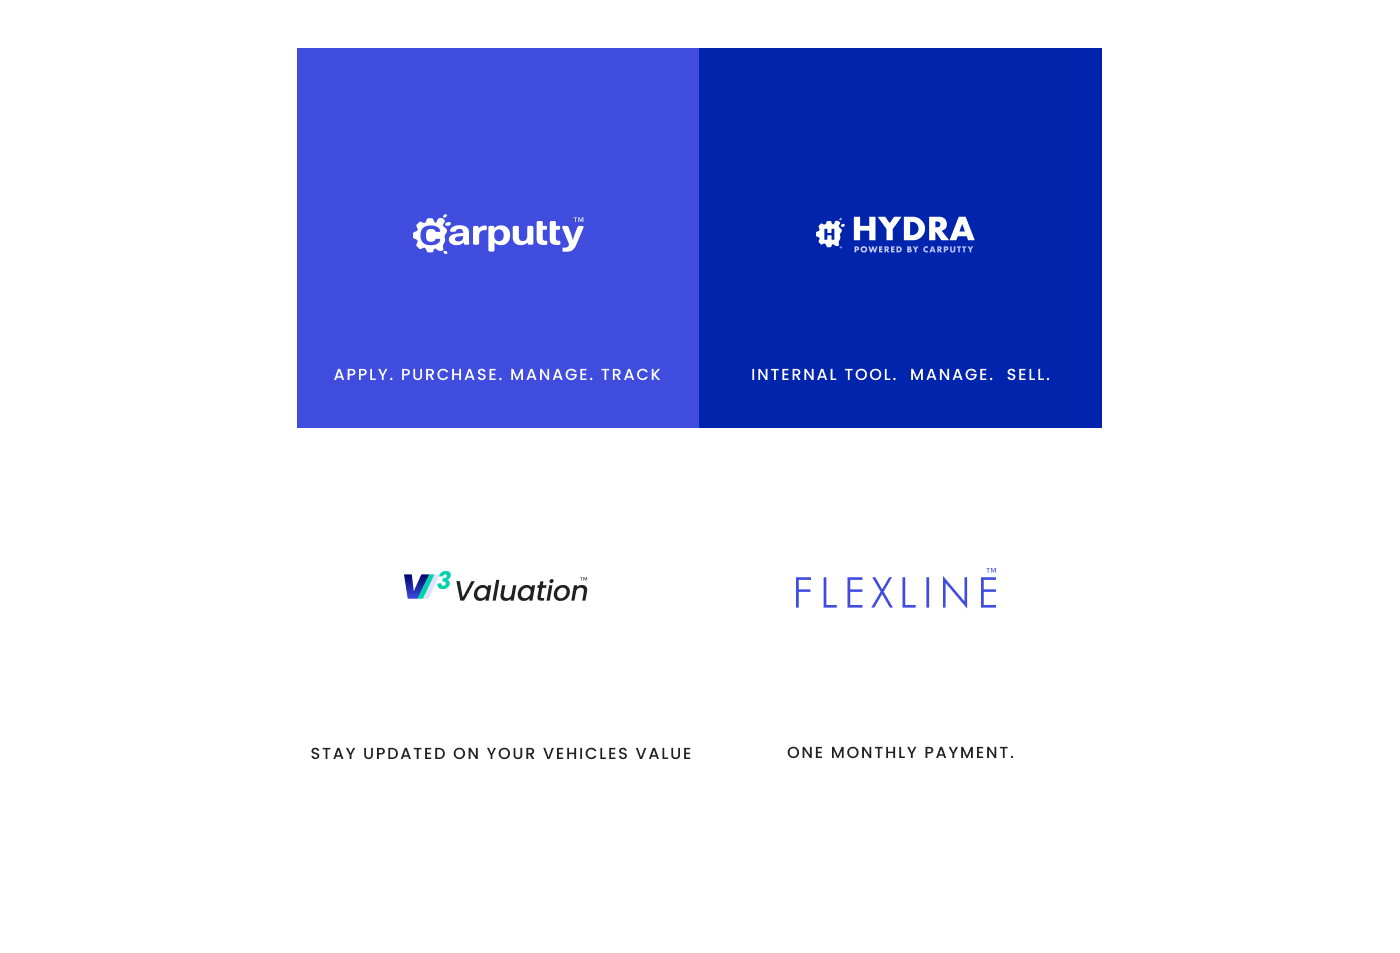 Carputty™
HYDRA
POWERED BY CARPUTTY
APPLY. PURCHASE. MANAGE. TRACK
INTERNAL TOOL. MANAGE. SELL.
V3 Valuation™
FLEXLINE™
STAY UPDATED ON YOUR VEHICLES VALUE
ONE MONTHLY PAYMENT.